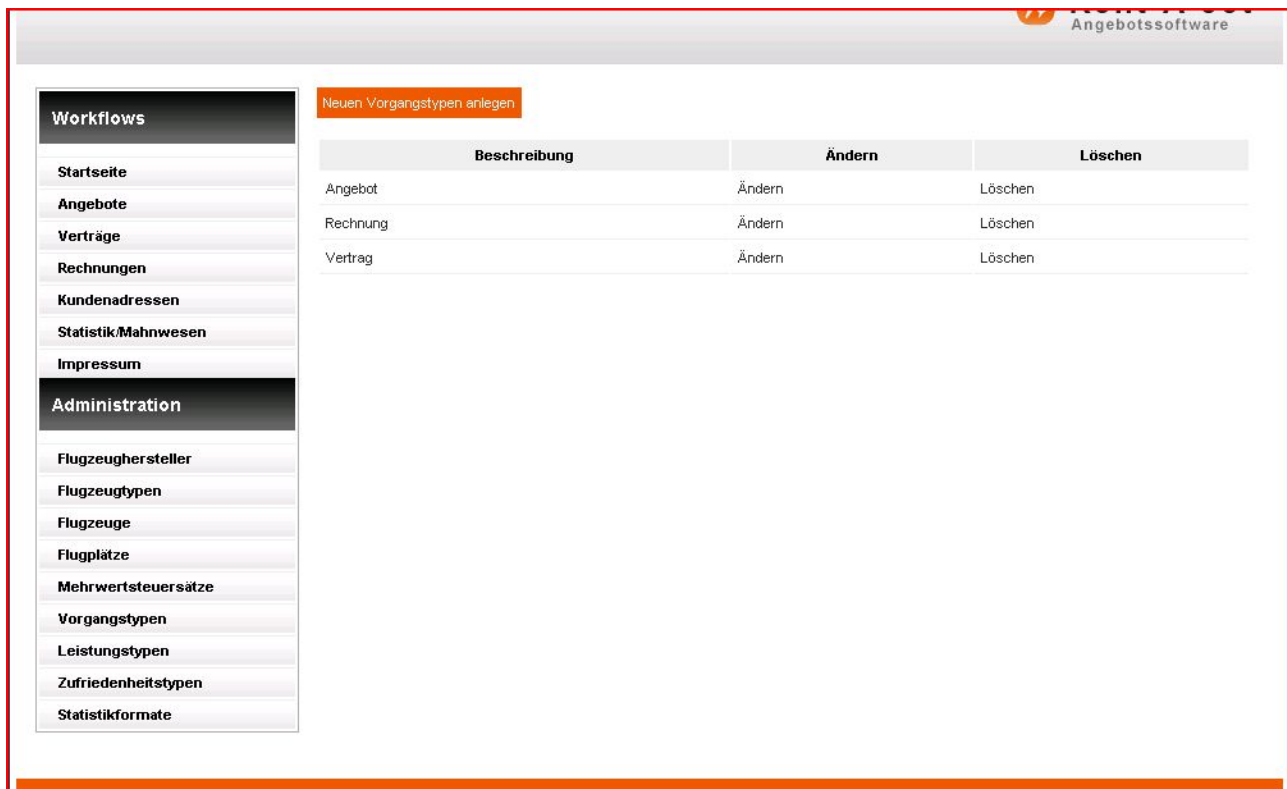 Angebotssoftware
Workflows
Startseite
Angebote
Verträge
Rechnungen
Kundenadressen
Statistik/Mahnwesen
Impressum
Administration
Flugzeughersteller
Flugzeugtypen
Flugzeuge
Flugplätze
Mehrwertsteuersätze
Vorgangstypen
Leistungstypen
Zufriedenheitstypen
Statistikformate
Neuen Vorgangstypen anlegen
Beschreibung Ändern Löschen
Angebot Ändern Löschen
Rechnung Ändern Löschen
Vertrag Ändern Löschen